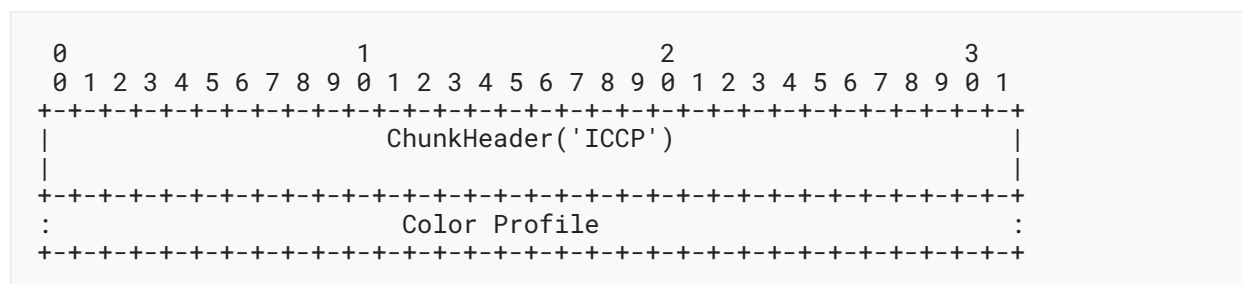 0                   1                   2                   3
 0 1 2 3 4 5 6 7 8 9 0 1 2 3 4 5 6 7 8 9 0 1 2 3 4 5 6 7 8 9 0 1
+-+-+-+-+-+-+-+-+-+-+-+-+-+-+-+-+-+-+-+-+-+-+-+-+-+-+-+-+-+-+-+-+
|                      ChunkHeader('ICCP')                      |
|                                                               |
+-+-+-+-+-+-+-+-+-+-+-+-+-+-+-+-+-+-+-+-+-+-+-+-+-+-+-+-+-+-+-+-+
:                       Color Profile                           :
+-+-+-+-+-+-+-+-+-+-+-+-+-+-+-+-+-+-+-+-+-+-+-+-+-+-+-+-+-+-+-+-+